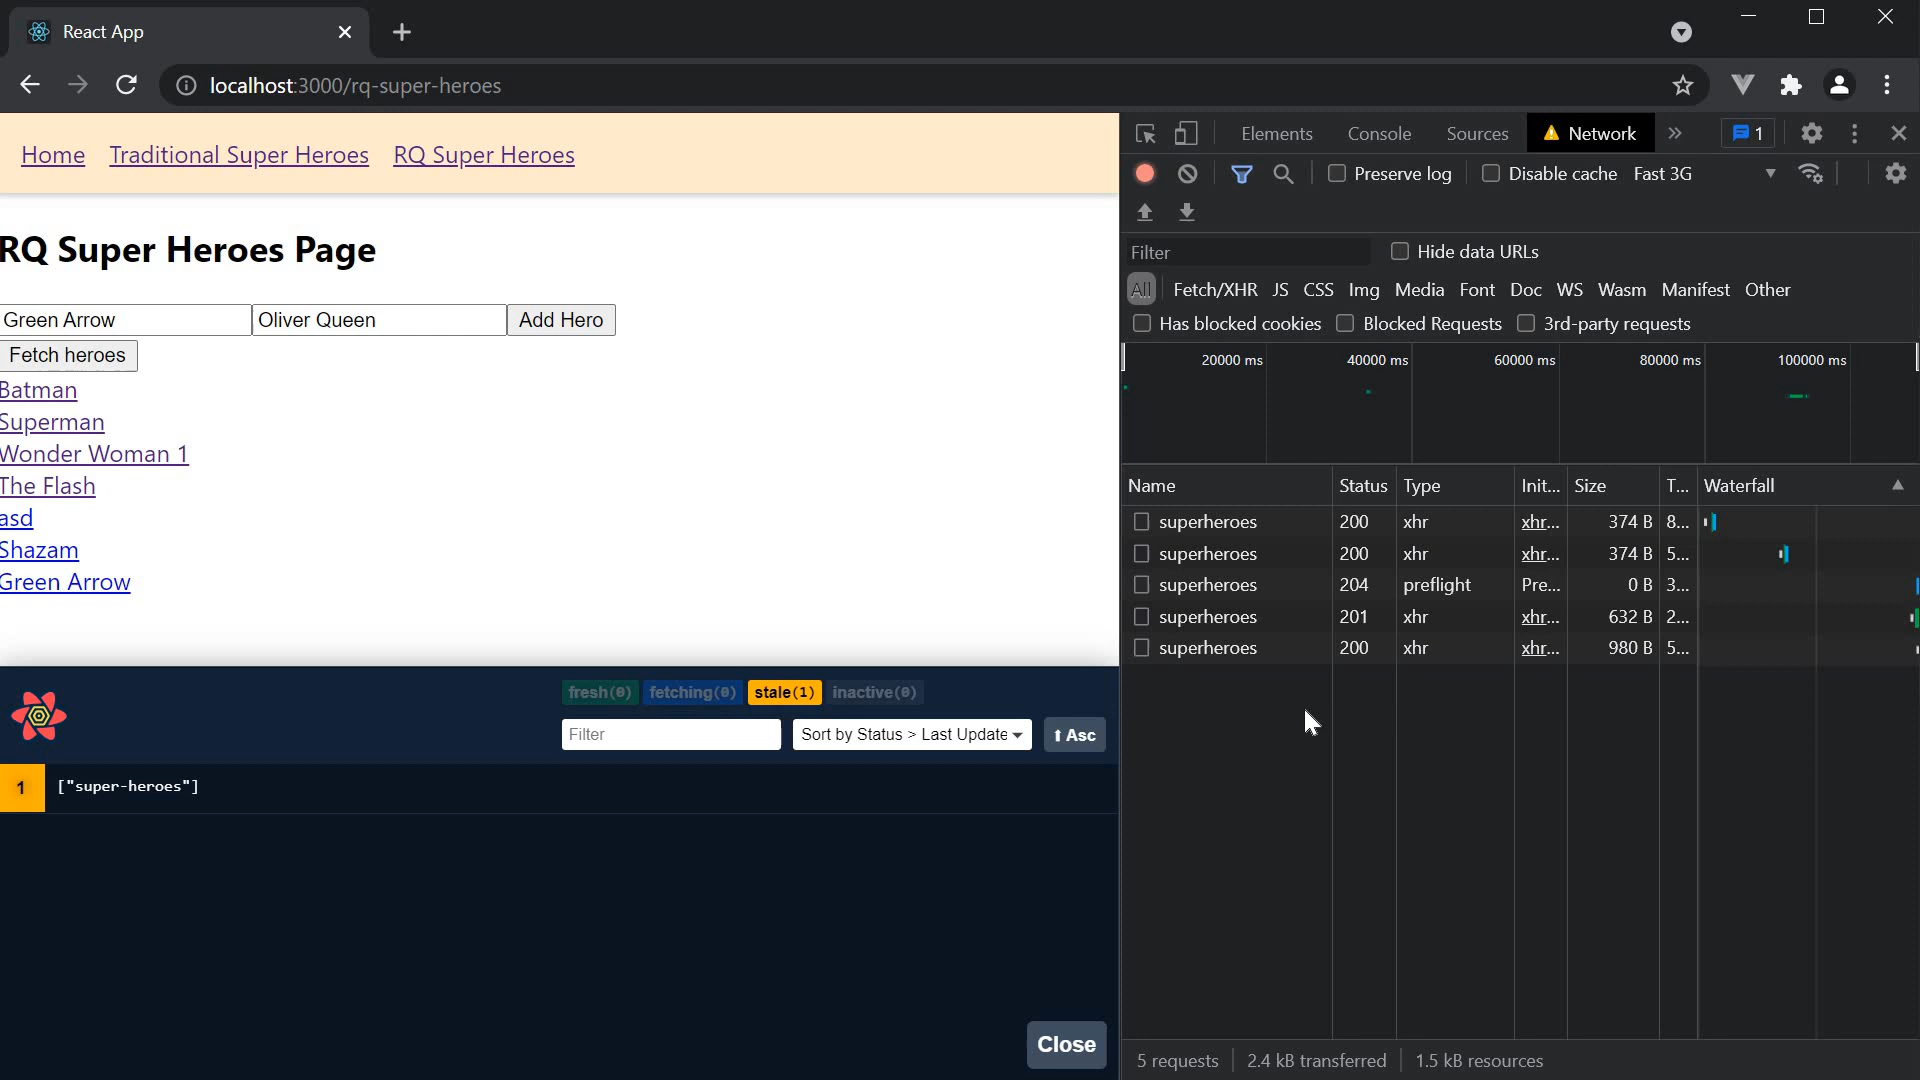 React App
localhost:3000/rq-super-heroes
Home Traditional Super Heroes RQ Super Heroes
RQ Super Heroes Page
Green Arrow Oliver Queen Add Hero
Fetch heroes
Batman
Superman
Wonder Woman 1
The Flash
asd
Shazam
Green Arrow
fresh(0) fetching(0) stale(1) inactive(0)
Filter Sort by Status > Last Update ⬆ Asc
1 ["super-heroes"]
Close
Elements Console Sources Network » 1
Preserve log Disable cache Fast 3G
Filter Hide data URLs
All Fetch/XHR JS CSS Img Media Font Doc WS Wasm Manifest Other
Has blocked cookies Blocked Requests 3rd-party requests
20000 ms 40000 ms 60000 ms 80000 ms 100000 ms
Name Status Type Init... Size T... Waterfall
superheroes 200 xhr xhr... 374 B 8...
superheroes 200 xhr xhr... 374 B 5...
superheroes 204 preflight Pre... 0 B 3...
superheroes 201 xhr xhr... 632 B 2...
superheroes 200 xhr xhr... 980 B 5...
5 requests 2.4 kB transferred 1.5 kB resources